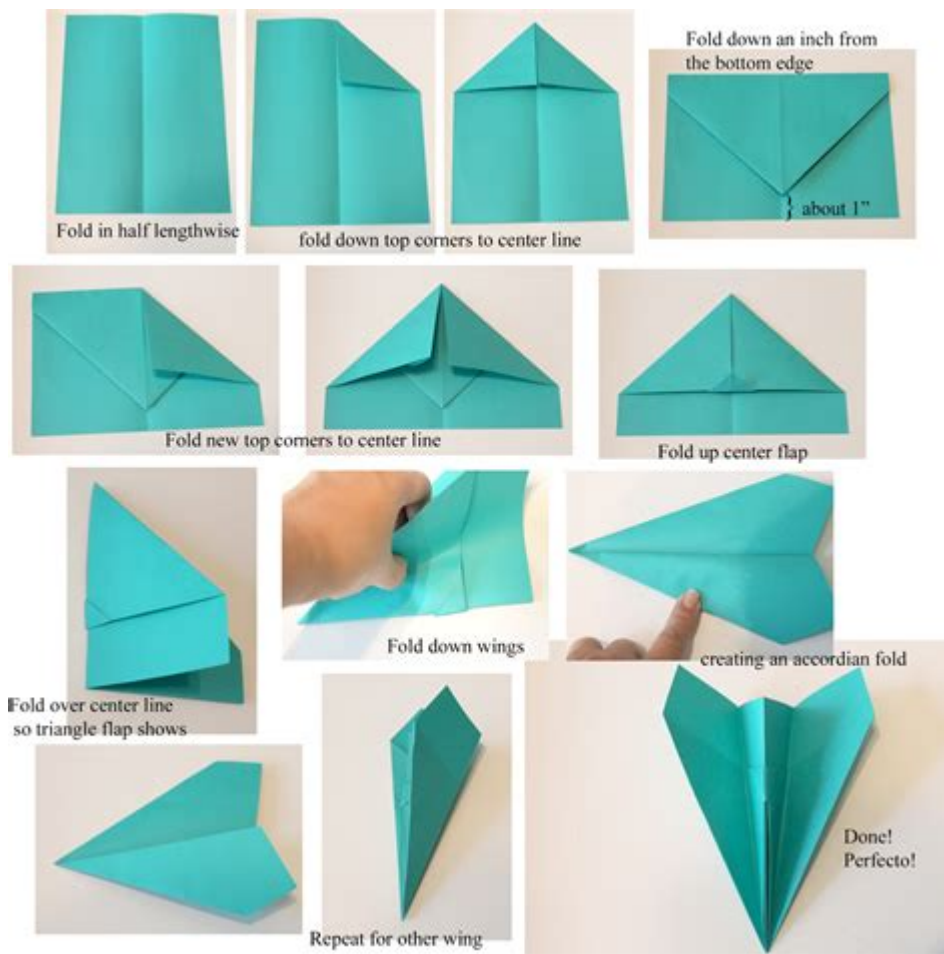 Fold down an inch from
the bottom edge
about 1"
Fold in half lengthwise
fold down top corners to center line
Fold new top corners to center line
Fold up center flap
Fold over center line
so triangle flap shows
Fold down wings
creating an accordian fold
Repeat for other wing
Done!
Perfecto!